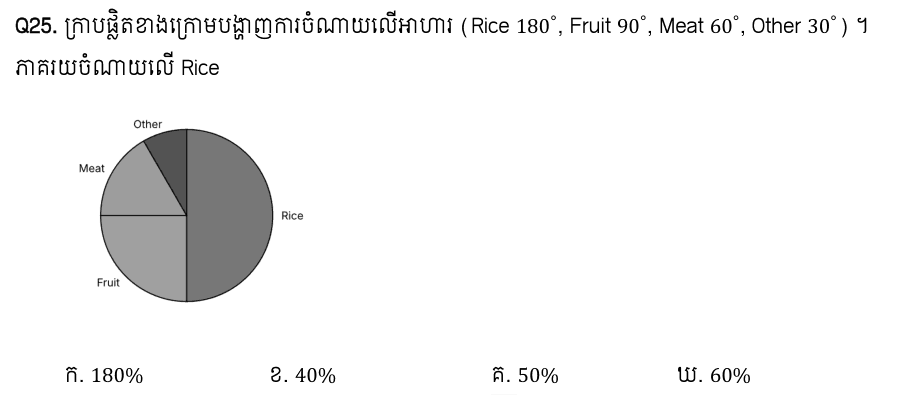 Q25. ក្រាបផ្លិតខាងក្រោមបង្ហាញការចំណាយលើអាហារ (Rice 180°, Fruit 90°, Meat 60°, Other 30°) ។
ភាគរយចំណាយលើ Rice
Other
Meat
Rice
Fruit
ក. 180% ខ. 40% គ. 50% ឃ. 60%